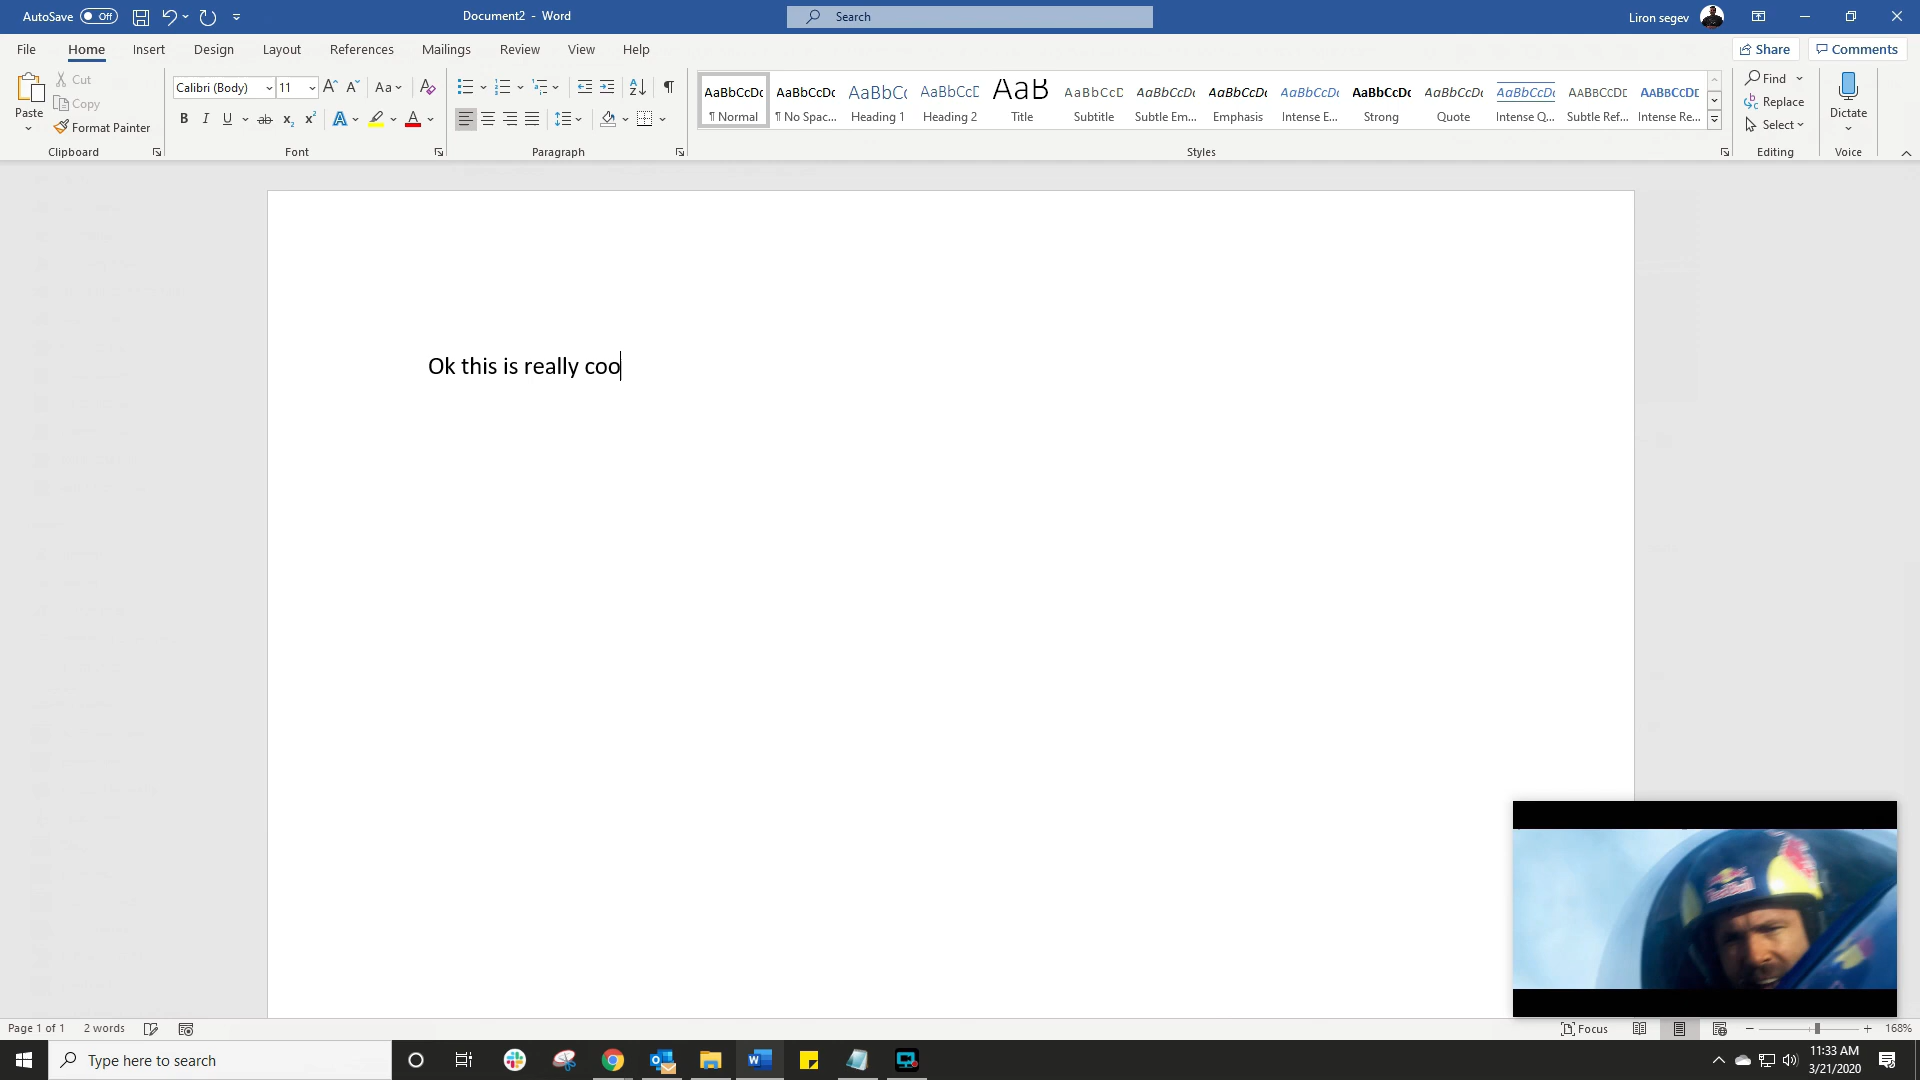 AutoSave Off
Document2 - Word
Search
Liron segev
File Home Insert Design Layout References Mailings Review View Help
Share Comments
Paste
Cut
Copy
Format Painter
Clipboard
Calibri (Body) 11
Font
Paragraph
AaBbCcDc AaBbCcDc AaBbC( AaBbCcD AaB AaBbCcD AaBbCcDc AaBbCcDc AaBbCcDc AaBbCcDc AaBbCcDc AaBbCcDc AaBbCcDd AaBbCcDd
¶ Normal ¶ No Spac... Heading 1 Heading 2 Title Subtitle Subtle Em... Emphasis Intense E... Strong Quote Intense Q... Subtle Ref... Intense Re...
Styles
Find
Replace
Select
Editing
Dictate
Voice
Ok this is really coo
Red Bull
Page 1 of 1 2 words
Focus
168%
Type here to search
11:33 AM
3/21/2020